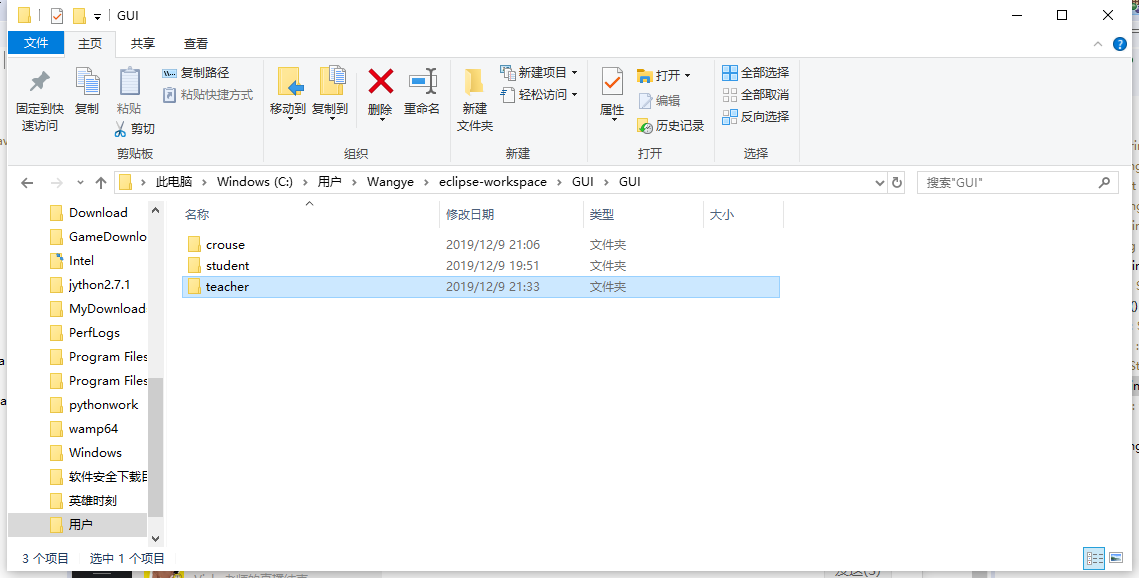 GUI
文件 主页 共享 查看
固定到快速访问
复制
粘贴
复制路径
粘贴快捷方式
剪切
剪贴板
移动到 复制到 删除 重命名
组织
新建文件夹
新建项目
轻松访问
新建
属性
打开
编辑
历史记录
打开
全部选择
全部取消
反向选择
选择
此电脑 › Windows (C:) › 用户 › Wangye › eclipse-workspace › GUI › GUI
搜索"GUI"
Download
GameDownlo
Intel
jython2.7.1
MyDownload
PerfLogs
Program Files
Program Files
pythonwork
wamp64
Windows
软件安全下载目
英雄时刻
用户
名称 修改日期 类型 大小
crouse 2019/12/9 21:06 文件夹
student 2019/12/9 19:51 文件夹
teacher 2019/12/9 21:33 文件夹
3 个项目 选中 1 个项目